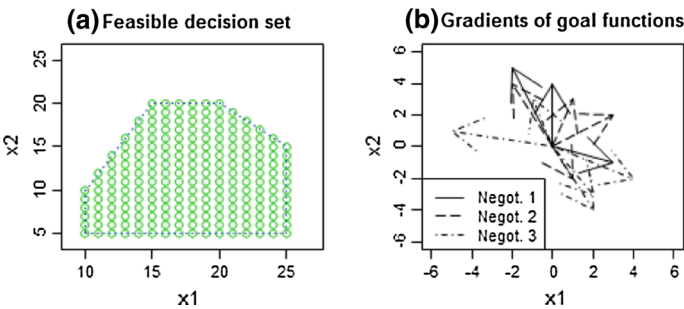 (a) Feasible decision set
25
20
15
10
5
x2
10 15 20 25
x1
(b) Gradients of goal functions
6
4
2
0
-2
-4
-6
x2
Negot. 1
Negot. 2
Negot. 3
-6 -4 -2 0 2 4 6
x1